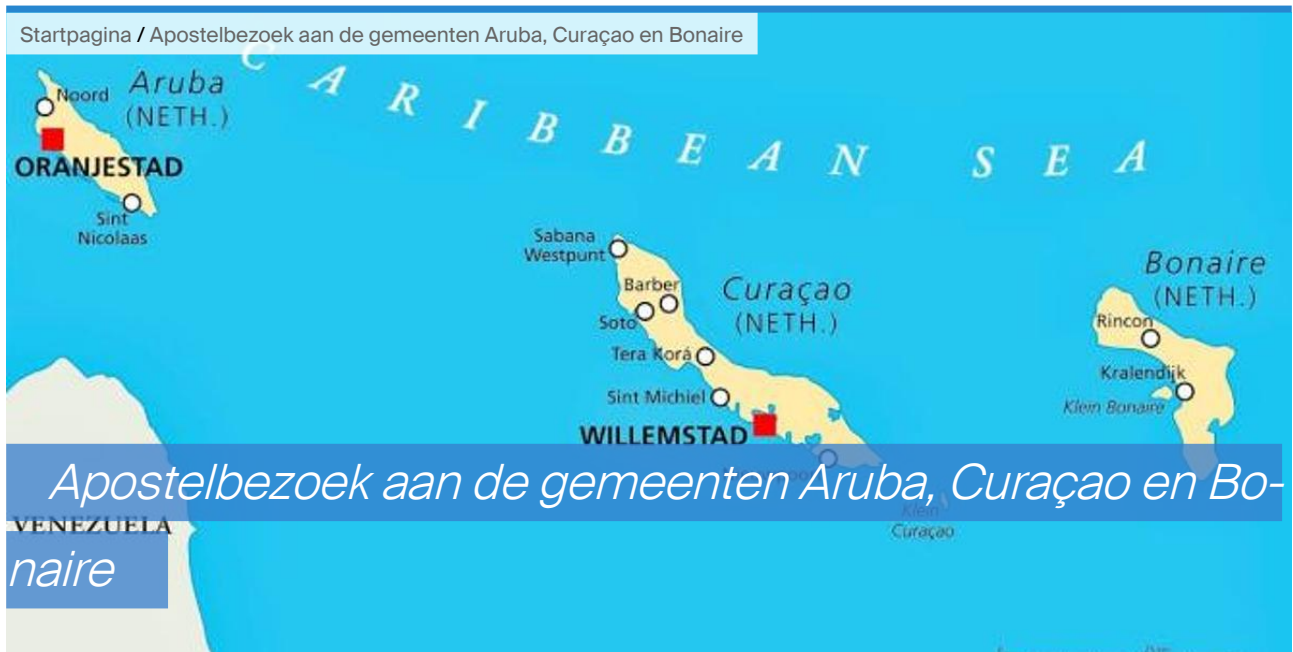 Startpagina / Apostelbezoek aan de gemeenten Aruba, Curaçao en Bonaire
CARIBBEAN SEA
Noord
Aruba
(NETH.)
ORANJESTAD
Sint
Nicolaas
Sabana
Westpunt
Barber
Soto
Curaçao
(NETH.)
Tera Korá
Sint Michiel
WILLEMSTAD
Bonaire
(NETH.)
Rincon
Kralendijk
Klein Bonaire
Apostelbezoek aan de gemeenten Aruba, Curaçao en Bo-
naire
VENEZUELA
Klein
Curaçao